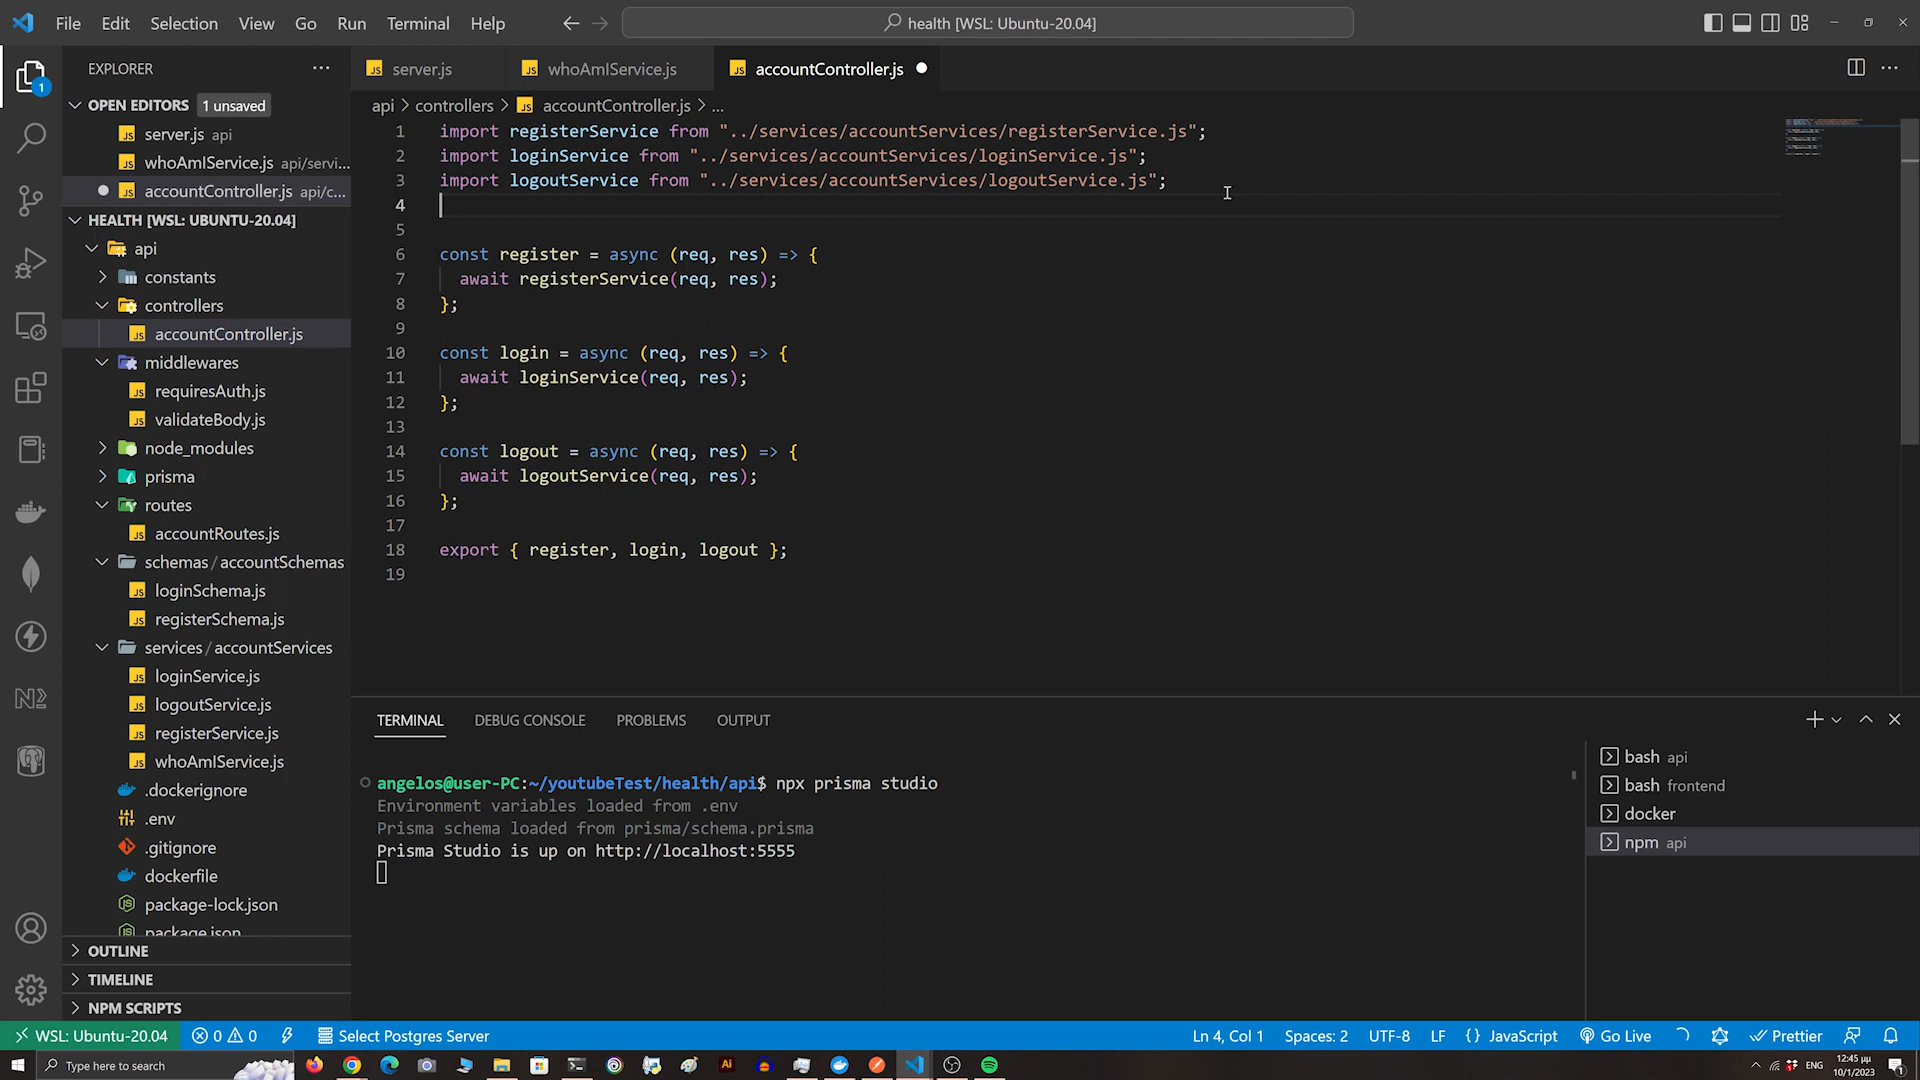 File Edit Selection View Go Run Terminal Help
health [WSL: Ubuntu-20.04]
EXPLORER
OPEN EDITORS 1 unsaved
server.js api
whoAmIService.js api/servi...
accountController.js api/c...
HEALTH [WSL: UBUNTU-20.04]
api
constants
controllers
accountController.js
middlewares
requiresAuth.js
validateBody.js
node_modules
prisma
routes
accountRoutes.js
schemas / accountSchemas
loginSchema.js
registerSchema.js
services / accountServices
loginService.js
logoutService.js
registerService.js
whoAmIService.js
.dockerignore
.env
.gitignore
dockerfile
package-lock.json
package.json
OUTLINE
TIMELINE
NPM SCRIPTS
server.js whoAmIService.js accountController.js
api > controllers > accountController.js > ...
1 import registerService from "../services/accountServices/registerService.js";
2 import loginService from "../services/accountServices/loginService.js";
3 import logoutService from "../services/accountServices/logoutService.js";
4
5
6 const register = async (req, res) => {
7 await registerService(req, res);
8 };
9
10 const login = async (req, res) => {
11 await loginService(req, res);
12 };
13
14 const logout = async (req, res) => {
15 await logoutService(req, res);
16 };
17
18 export { register, login, logout };
19
TERMINAL DEBUG CONSOLE PROBLEMS OUTPUT
angelos@user-PC:~/youtubeTest/health/api$ npx prisma studio
Environment variables loaded from .env
Prisma schema loaded from prisma/schema.prisma
Prisma Studio is up on http://localhost:5555
bash api
bash frontend
docker
npm api
WSL: Ubuntu-20.04 0 0 Select Postgres Server
Ln 4, Col 1 Spaces: 2 UTF-8 LF {} JavaScript Go Live Prettier
Type here to search
ENG
12:45 μμ
10/1/2023